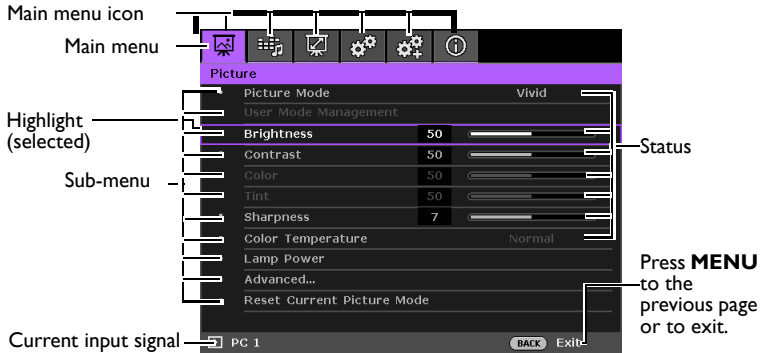 Main menu icon
Main menu
Picture
Picture Mode Vivid
User Mode Management
Highlight
(selected)
Brightness 50
Contrast 50
Status
Color 50
Sub-menu
Tint 50
Sharpness 7
Color Temperature Normal
Lamp Power
Advanced...
Reset Current Picture Mode
Press MENU
to the
previous page
or to exit.
Current input signal
PC 1
BACK Exit